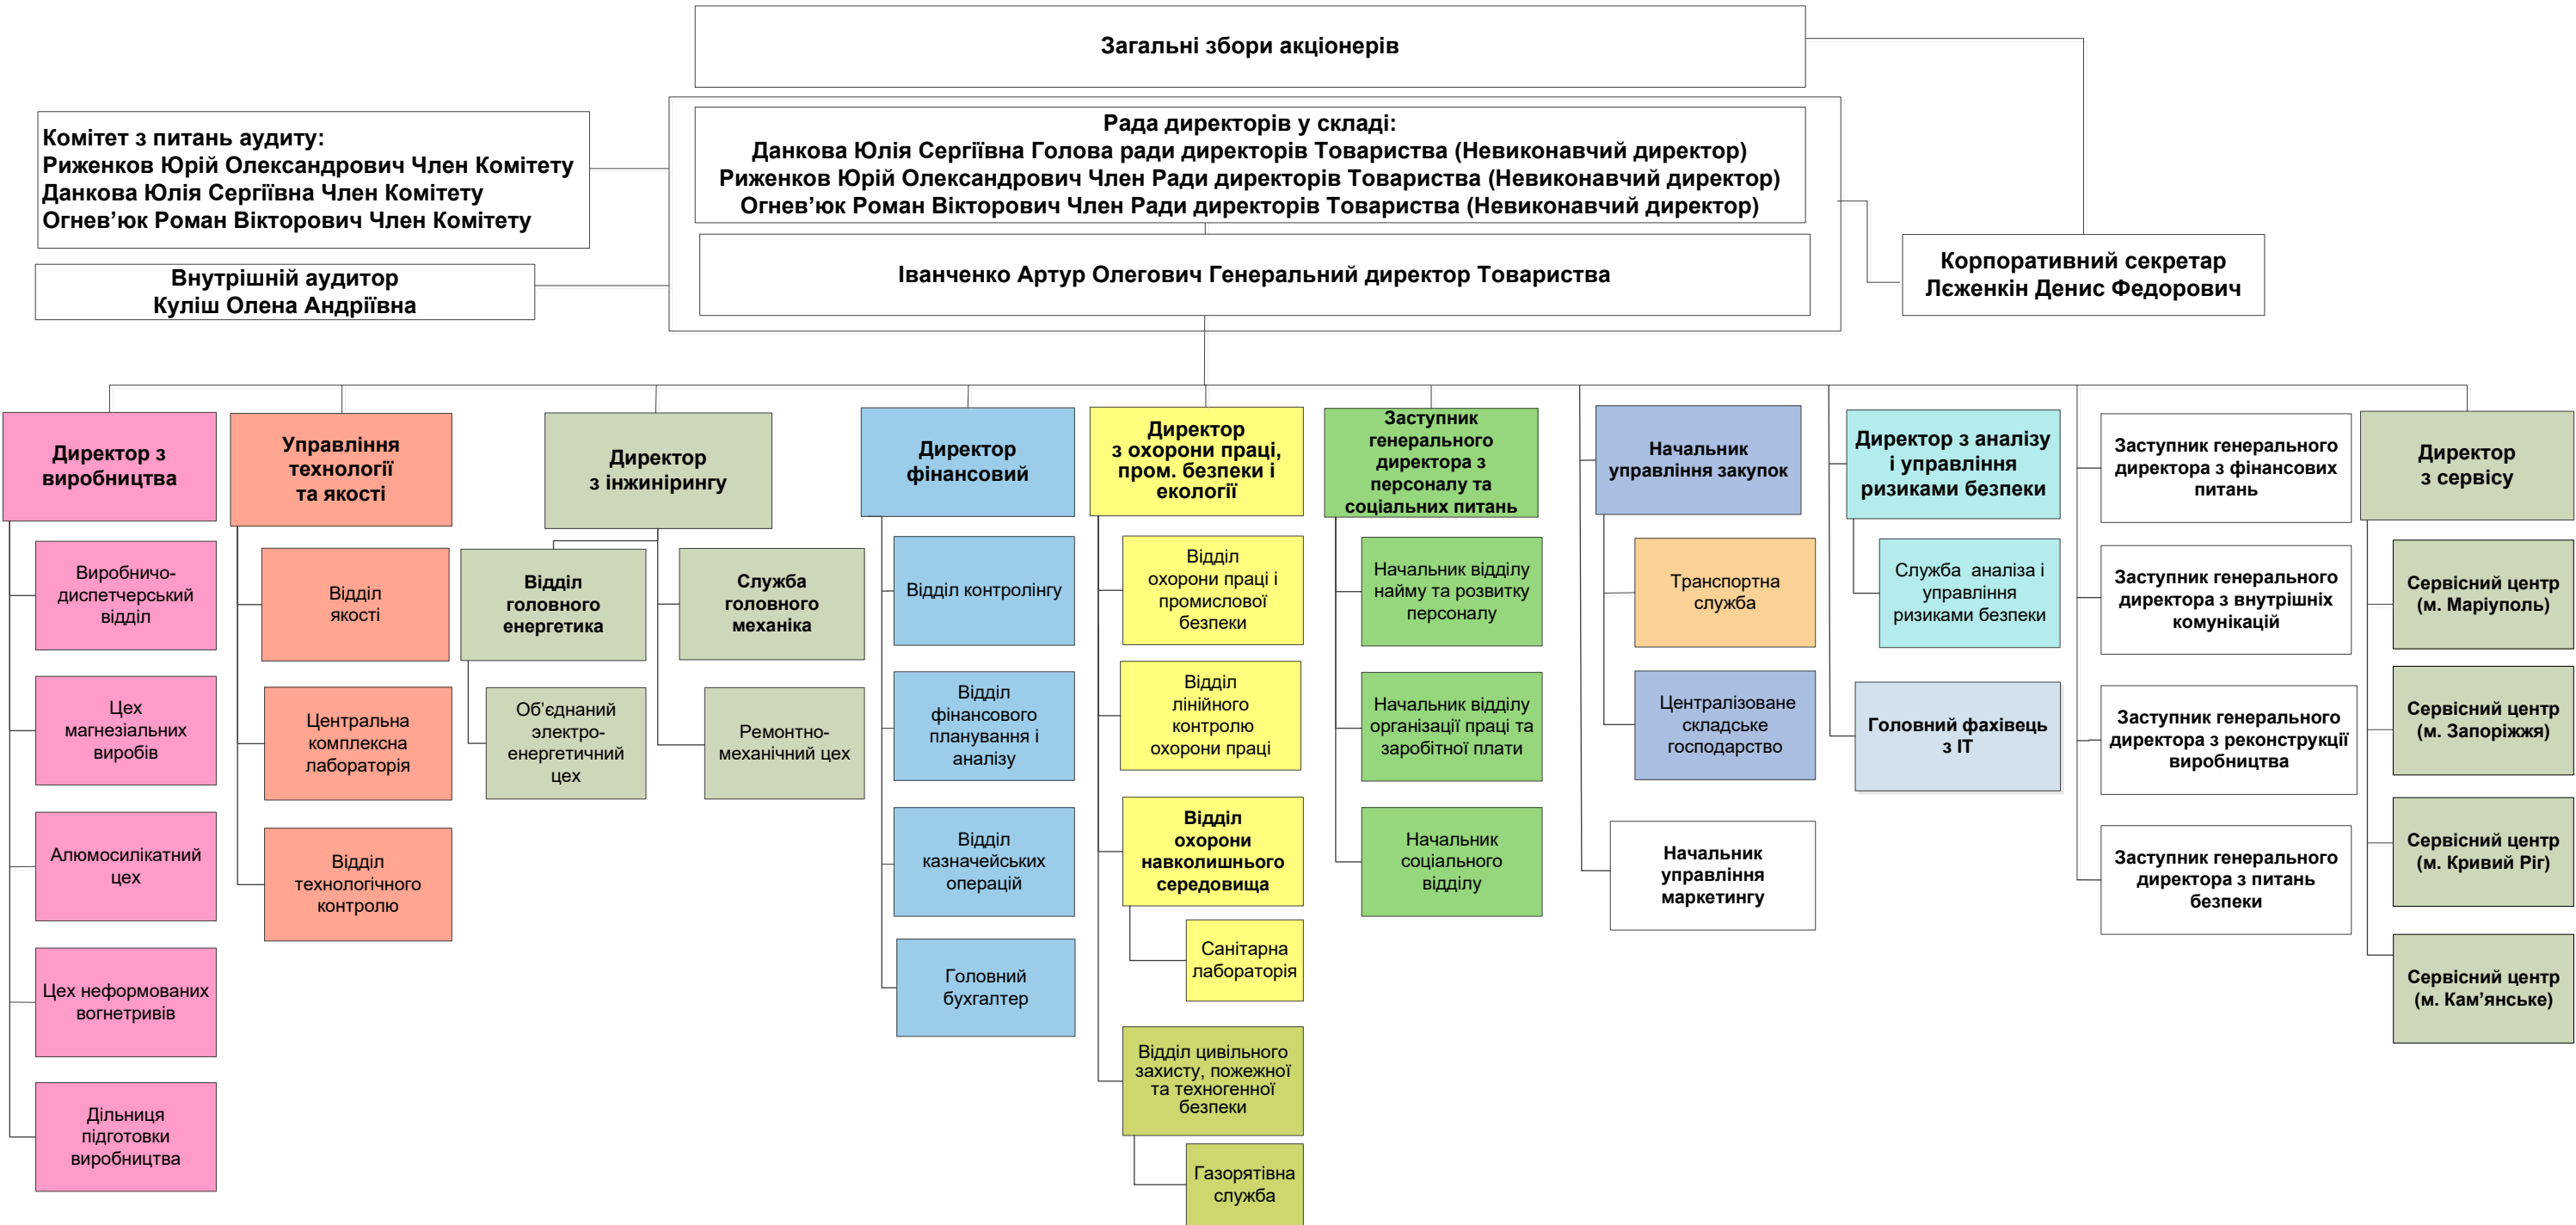 Загальні збори акціонерів
Комітет з питань аудиту:
Риженков Юрій Олександрович Член Комітету
Данкова Юлія Сергіївна Член Комітету
Огнев’юк Роман Вікторович Член Комітету
Рада директорів у складі:
Данкова Юлія Сергіївна Голова ради директорів Товариства (Невиконавчий директор)
Риженков Юрій Олександрович Член Ради директорів Товариства (Невиконавчий директор)
Огнев’юк Роман Вікторович Член Ради директорів Товариства (Невиконавчий директор)
Внутрішній аудитор
Куліш Олена Андріївна
Іванченко Артур Олегович Генеральний директор Товариства
Корпоративний секретар
Лєженкін Денис Федорович
Директор з
виробництва
Виробничо-
диспетчерський
відділ
Цех
магнезіальних
виробів
Алюмосилікатний
цех
Цех неформованих
вогнетривів
Дільниця
підготовки
виробництва
Управління
технології
та якості
Відділ
якості
Центральна
комплексна
лабораторія
Відділ
технологічного
контролю
Директор
з інжинірингу
Відділ
головного
енергетика
Об’єднаний
электро-
енергетичний
цех
Служба
головного
механіка
Ремонтно-
механічний цех
Директор
фінансовий
Відділ контролінгу
Відділ
фінансового
планування і
аналізу
Відділ
казначейських
операцій
Головний
бухгалтер
Директор
з охорони праці,
пром. безпеки і
екології
Відділ
охорони праці і
промислової
безпеки
Відділ
лінійного
контролю
охорони праці
Відділ
охорони
навколишнього
середовища
Санітарна
лабораторія
Відділ цивільного
захисту, пожежної
та техногенної
безпеки
Газорятівна
служба
Заступник
генерального
директора з
персоналу та
соціальних питань
Начальник відділу
найму та розвитку
персоналу
Начальник відділу
організації праці та
заробітної плати
Начальник
соціального
відділу
Начальник
управління закупок
Транспортна
служба
Централізоване
складське
господарство
Начальник
управління
маркетингу
Директор з аналізу
і управління
ризиками безпеки
Служба аналіза і
управління
ризиками безпеки
Головний фахівець
з ІТ
Заступник генерального
директора з фінансових
питань
Заступник генерального
директора з внутрішніх
комунікацій
Заступник генерального
директора з реконструкції
виробництва
Заступник генерального
директора з питань
безпеки
Директор
з сервісу
Сервісний центр
(м. Маріуполь)
Сервісний центр
(м. Запоріжжя)
Сервісний центр
(м. Кривий Ріг)
Сервісний центр
(м. Кам’янське)